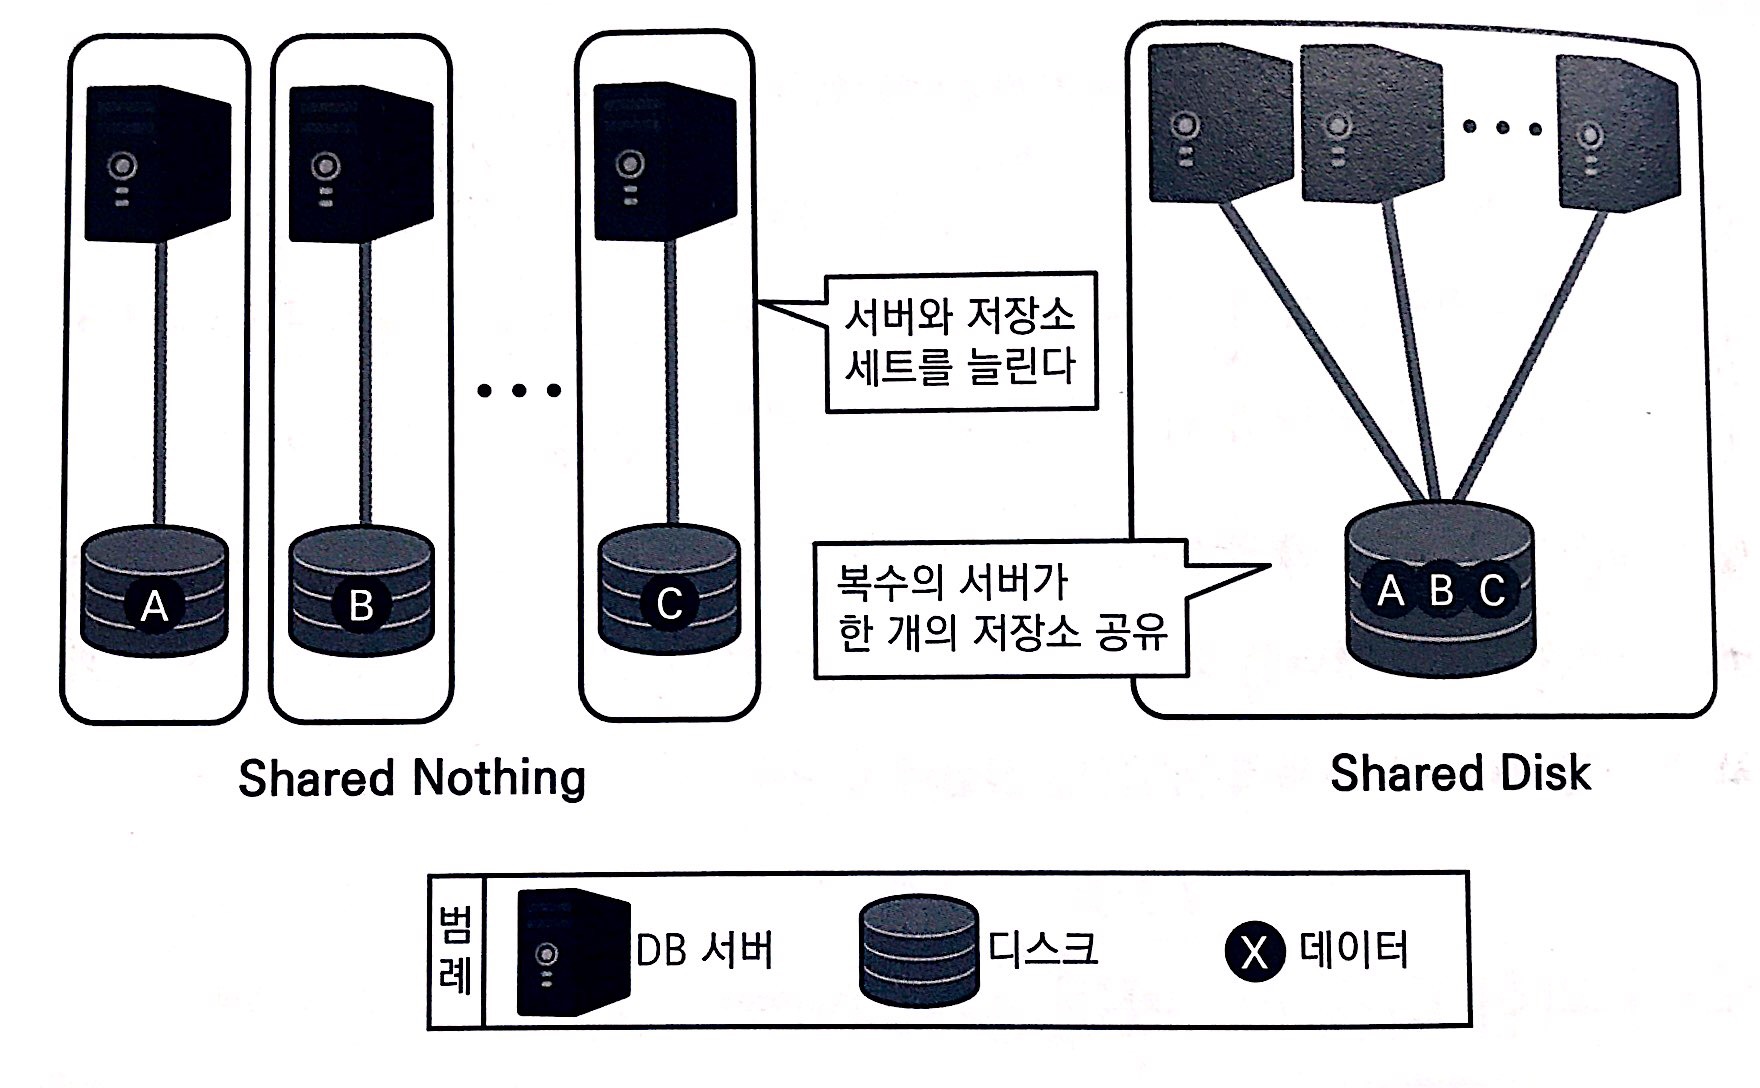 서버와 저장소
세트를 늘린다
A
B
C
복수의 서버가
한 개의 저장소 공유
A B C
Shared Nothing
Shared Disk
범례
DB 서버
디스크
X 데이터